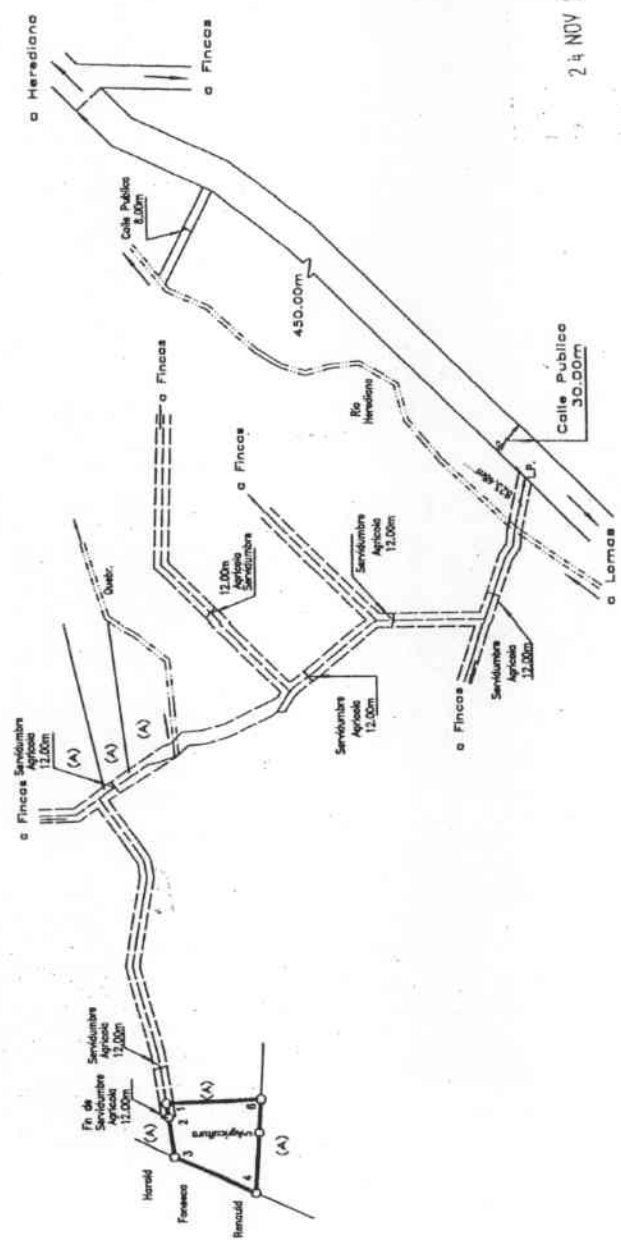 a Herediana
a Fincas
Calle Publica
8.00m
450.00m
Calle Publica
30.00m
24 NOV
a Fincas
Rio
Herediana
L.P.
a Lomas
a Fincas
12.00m
Agricola
Servidumbre
Servidumbre
Agricola
12.00m
Servidumbre
Agricola
12.00m
Servidumbre
Agricola
12.00m
a Fincas
Quebr.
a Fincas
Servidumbre
Agricola
12.00m
(A)
(A)
(A)
Servidumbre
Agricola
12.00m
Fin de
Servidumbre
Agricola
12.00m
(A)
(A)
(A)
1
2
3
4
Agricultura
Harold
Fonseca
Renauld